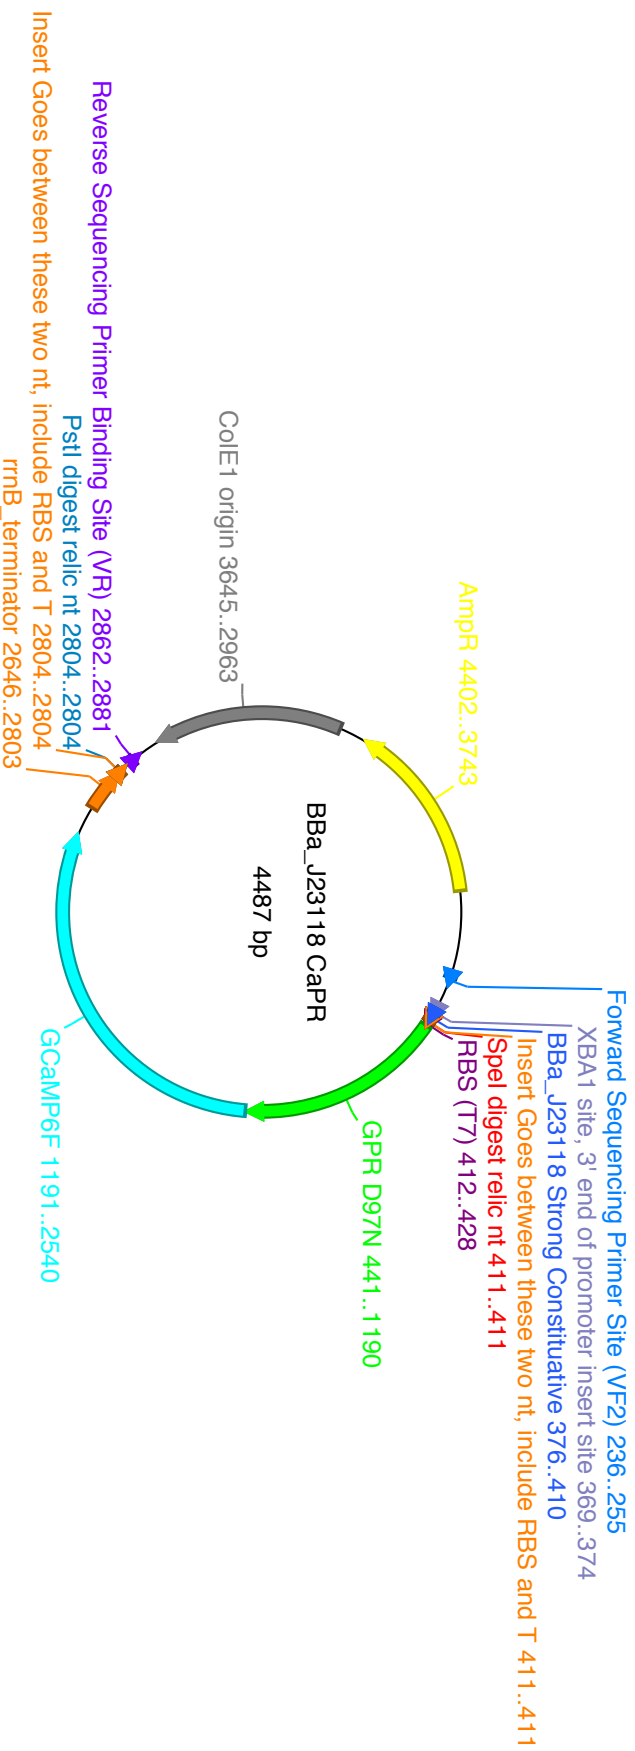 Forward Sequencing Primer Site (VF2) 236..255
XBA1 site, 3' end of promoter insert site 369..374
BBa_J23118 Strong Constituative 376..410
Insert Goes between these two nt, include RBS and T 411..411
SpeI digest relic nt 411..411
RBS (T7) 412..428
AmpR 4402..3743
GPR D97N 441..1190
BBa_J23118 CaPR
4487 bp
ColE1 origin 3645..2963
Reverse Sequencing Primer Binding Site (VR) 2862..2881
PstI digest relic nt 2804..2804
Insert Goes between these two nt, include RBS and T 2804..2804
rrnB_terminator 2646..2803
GCaMP6F 1191..2540